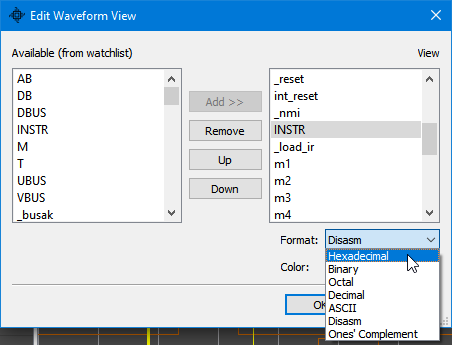 Edit Waveform View
Available (from watchlist)
View
AB
DB
DBUS
INSTR
M
T
UBUS
VBUS
_busak
Add >>
Remove
Up
Down
_reset
int_reset
_nmi
INSTR
_load_ir
m1
m2
m3
m4
Format: Disasm
Color:
Hexadecimal
Binary
Octal
Decimal
ASCII
Disasm
Ones' Complement